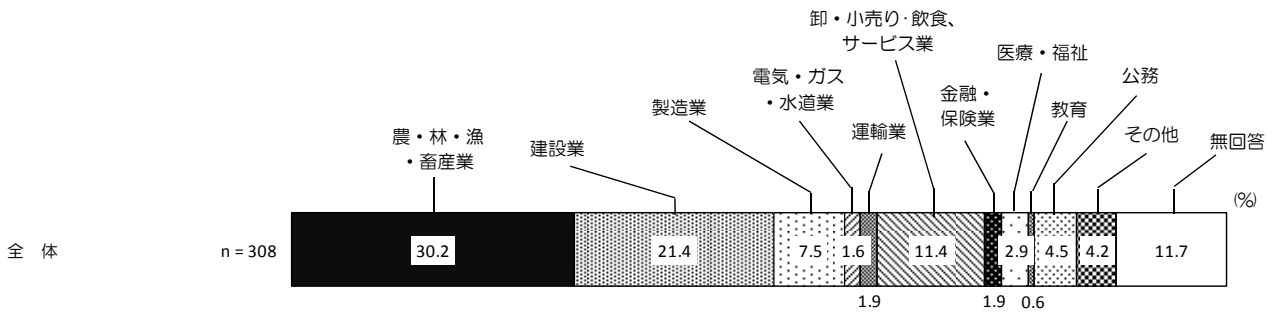 卸・小売り・飲食、
サービス業
医療・福祉
電気・ガス
・水道業
公務
金融・
保険業
製造業
教育
運輸業
その他
農・林・漁
・畜産業
建設業
無回答
(%)
全 体
n = 308
30.2
21.4
7.5
1.6
11.4
2.9
4.5
4.2
11.7
1.9
1.9
0.6